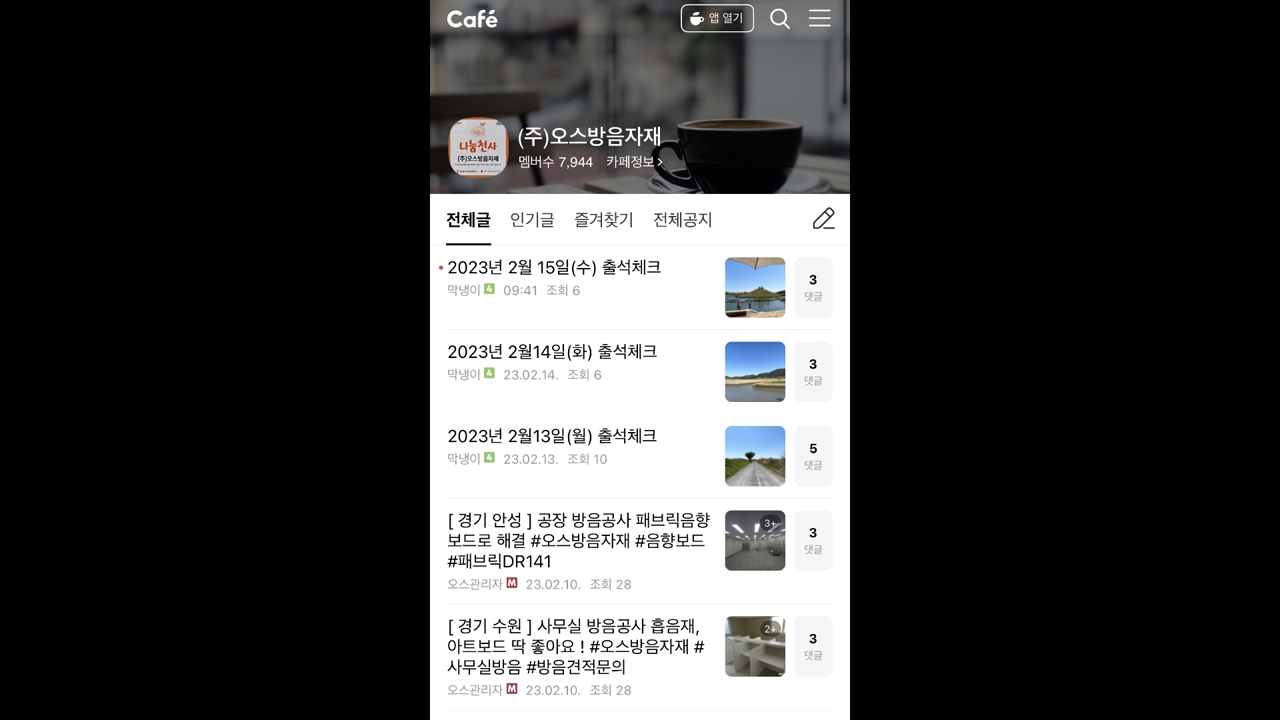 Café
앱 열기
나눔천사
(주)오스방음자재
(주)오스방음자재
멤버수 7,944 카페정보 >
전체글 인기글 즐겨찾기 전체공지
2023년 2월 15일(수) 출석체크
막냉이 4 09:41 조회 6
3
댓글
2023년 2월14일(화) 출석체크
막냉이 4 23.02.14. 조회 6
3
댓글
2023년 2월13일(월) 출석체크
막냉이 4 23.02.13. 조회 10
5
댓글
[ 경기 안성 ] 공장 방음공사 패브릭음향
보드로 해결 #오스방음자재 #음향보드
#패브릭DR141
오스관리자 M 23.02.10. 조회 28
3+
3
댓글
[ 경기 수원 ] 사무실 방음공사 흡음재,
아트보드 딱 좋아요 ! #오스방음자재 #
사무실방음 #방음견적문의
오스관리자 M 23.02.10. 조회 28
2+
3
댓글